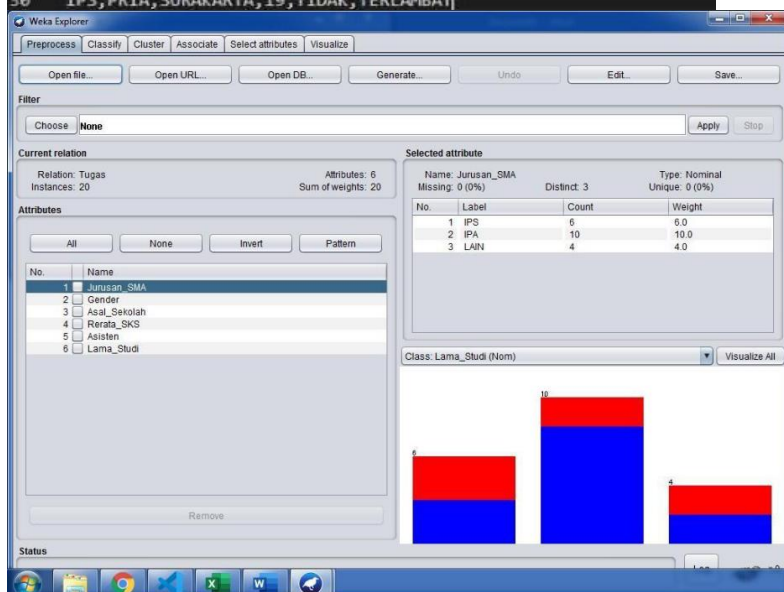 30 IPS,PRIA,SURAKARTA,19,TIDAK,TERLAMBAT
Weka Explorer
Preprocess Classify Cluster Associate Select attributes Visualize
Open file... Open URL... Open DB... Generate... Undo Edit... Save...
Filter
Choose None Apply Stop
Current relation
Relation: Tugas Attributes: 6
Instances: 20 Sum of weights: 20
Attributes
All None Invert Pattern
No. Name
1 Jurusan_SMA
2 Gender
3 Asal_Sekolah
4 Rerata_SKS
5 Asisten
6 Lama_Studi
Remove
Selected attribute
Name: Jurusan_SMA Type: Nominal
Missing: 0 (0%) Distinct: 3 Unique: 0 (0%)
No. Label Count Weight
1 IPS 6 6.0
2 IPA 10 10.0
3 LAIN 4 4.0
Class: Lama_Studi (Nom) Visualize All
6
10
4
Status
Log
x 0